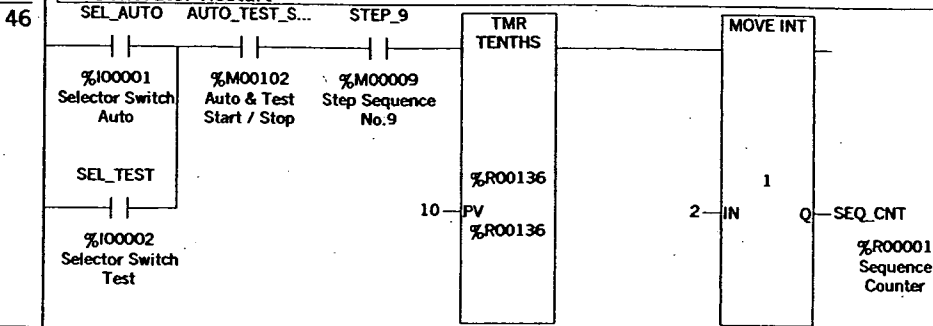 46
SEL_AUTO
AUTO_TEST_S...
STEP_9
TMR
TENTHS
MOVE INT
%I00001
Selector Switch
Auto
%M00102
Auto & Test
Start / Stop
%M00009
Step Sequence
No.9
SEL_TEST
%I00002
Selector Switch
Test
%R00136
10
PV
%R00136
1
2
IN
Q
SEQ_CNT
%R00001
Sequence
Counter